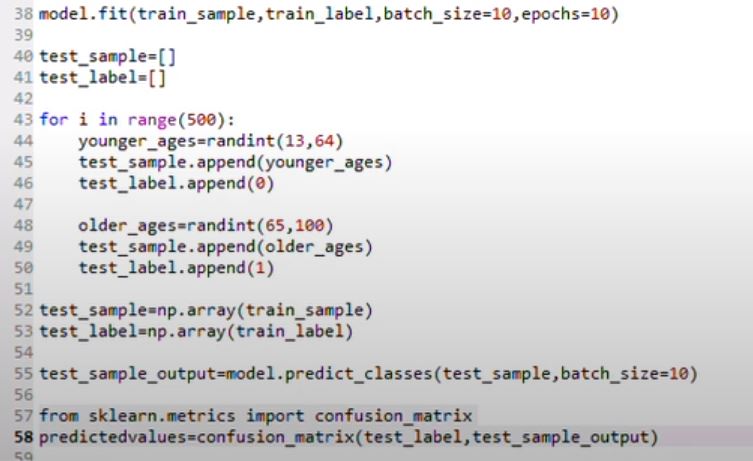 38 model.fit(train_sample,train_label,batch_size=10,epochs=10)
39
40 test_sample=[]
41 test_label=[]
42
43 for i in range(500):
44     younger_ages=randint(13,64)
45     test_sample.append(younger_ages)
46     test_label.append(0)
47
48     older_ages=randint(65,100)
49     test_sample.append(older_ages)
50     test_label.append(1)
51
52 test_sample=np.array(train_sample)
53 test_label=np.array(train_label)
54
55 test_sample_output=model.predict_classes(test_sample,batch_size=10)
56
57 from sklearn.metrics import confusion_matrix
58 predictedvalues=confusion_matrix(test_label,test_sample_output)
59